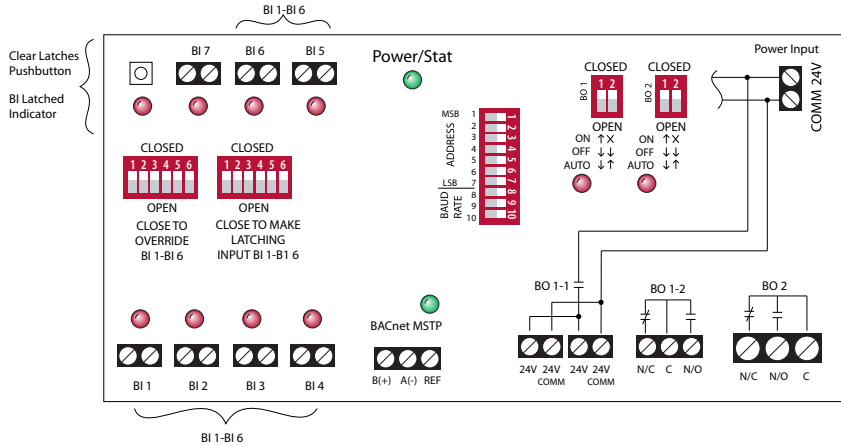 BI 1-BI 6
Clear Latches
Pushbutton
BI Latched
Indicator
BI 7
BI 6
BI 5
Power/Stat
CLOSED
BO 1
1 2
OPEN
ON ↑X
OFF ↓↓
AUTO ↓↑
CLOSED
BO 2
1 2
OPEN
ON ↑X
OFF ↓↓
AUTO ↓↑
Power Input
COMM 24V
CLOSED
1 2 3 4 5 6
OPEN
CLOSE TO
OVERRIDE
BI 1-BI 6
CLOSED
1 2 3 4 5 6
OPEN
CLOSE TO MAKE
LATCHING
INPUT BI 1-B1 6
MSB
ADDRESS
LSB
BAUD
RATE
1 1
2 2
3 3
4 4
5 5
6 6
7 7
8 8
9 9
10 10
BACnet MSTP
B(+) A(-) REF
BI 1
BI 2
BI 3
BI 4
BI 1-BI 6
BO 1-1
24V
24V
COMM
24V
24V
COMM
BO 1-2
N/C C N/O
BO 2
N/C N/O C